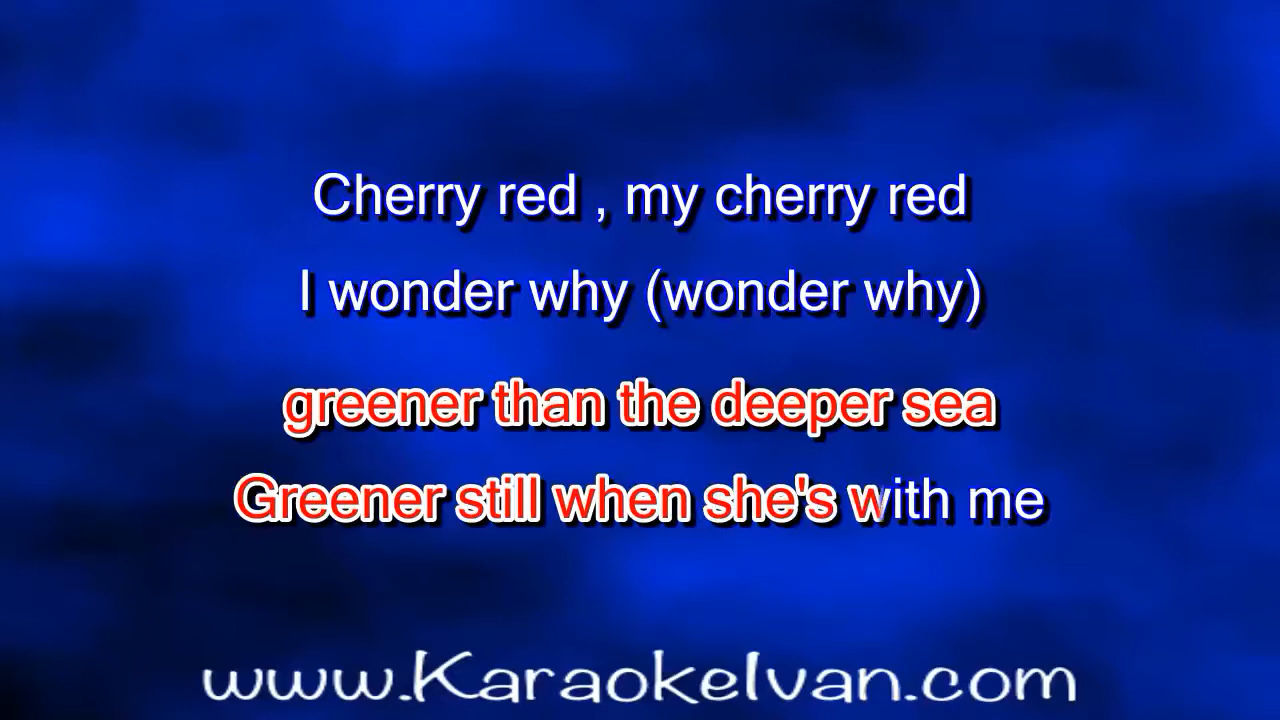 Cherry red , my cherry red
I wonder why (wonder why)
greener than the deeper sea
Greener still when she's with me
www.KaraokeIvan.com